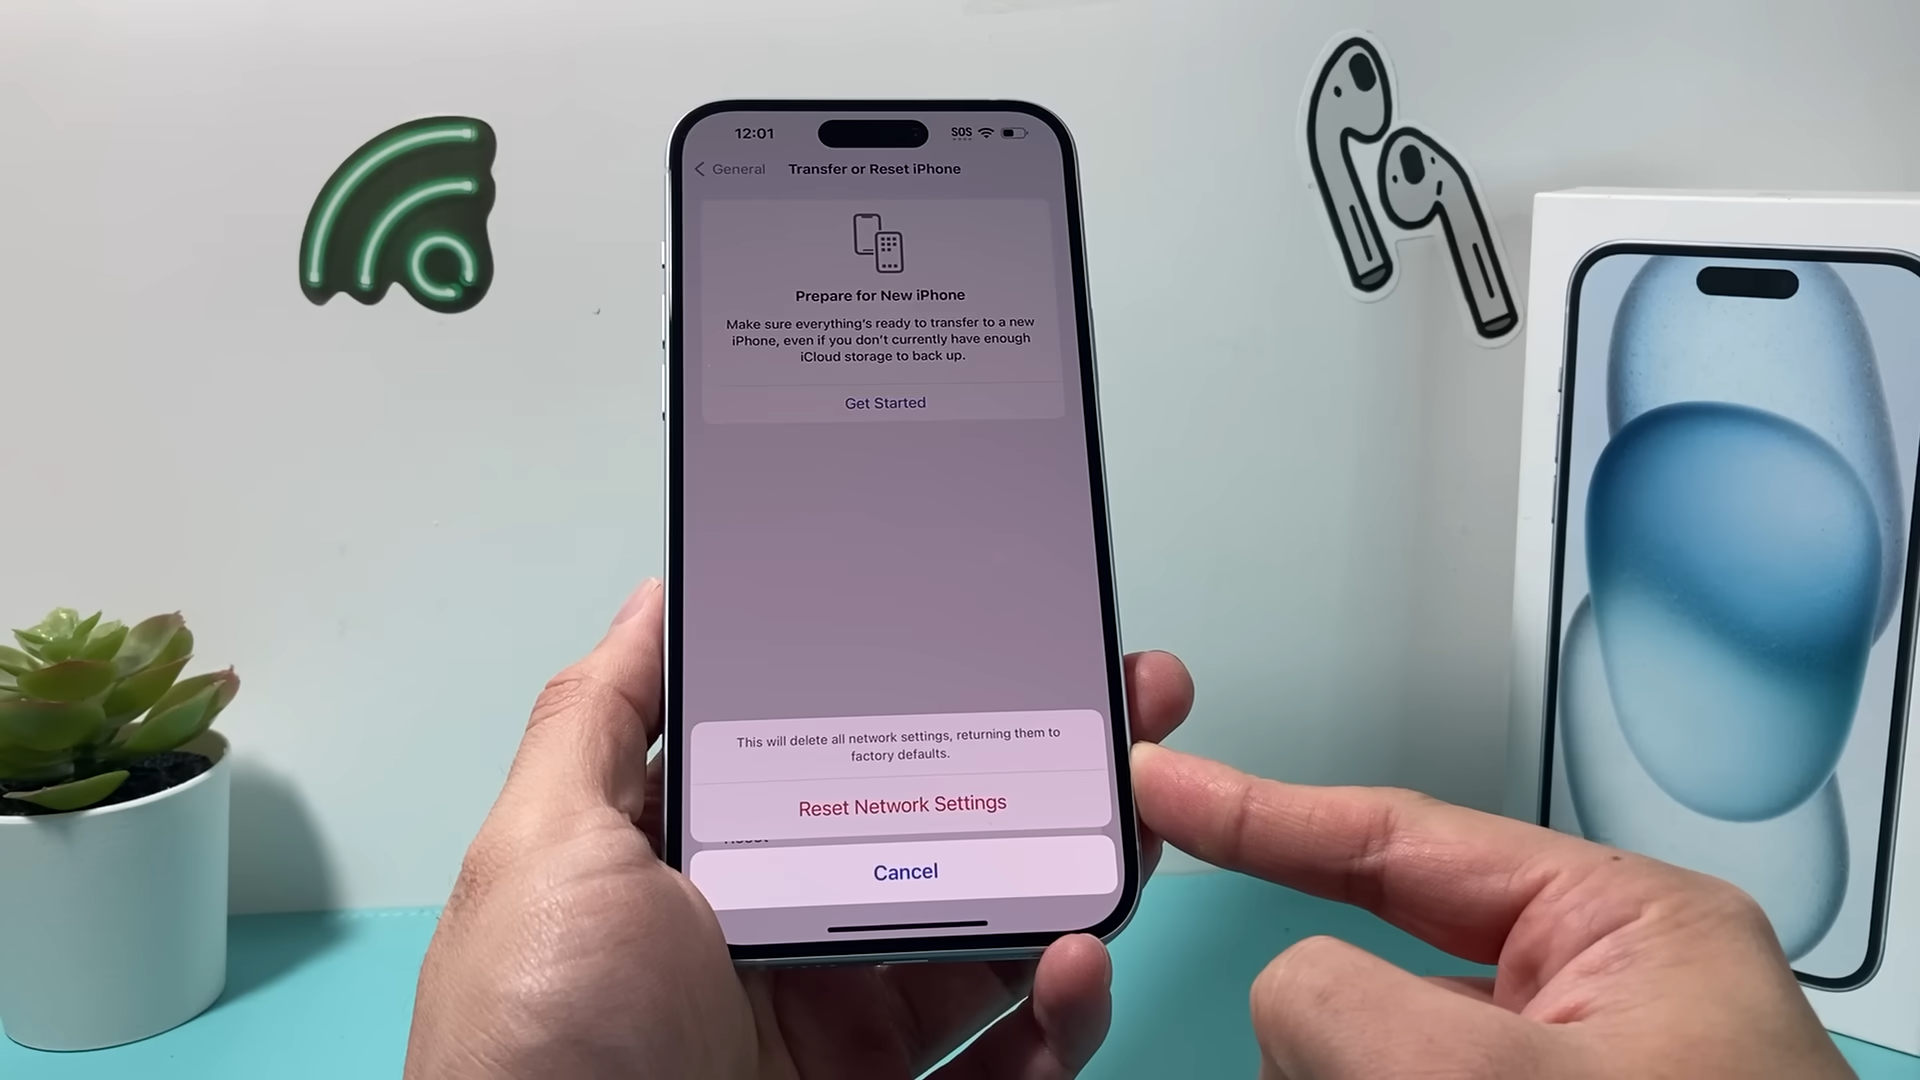 12:01
SOS
General
Transfer or Reset iPhone
Prepare for New iPhone
Make sure everything's ready to transfer to a new
iPhone, even if you don't currently have enough
iCloud storage to back up.
Get Started
This will delete all network settings, returning them to
factory defaults.
Reset Network Settings
Cancel